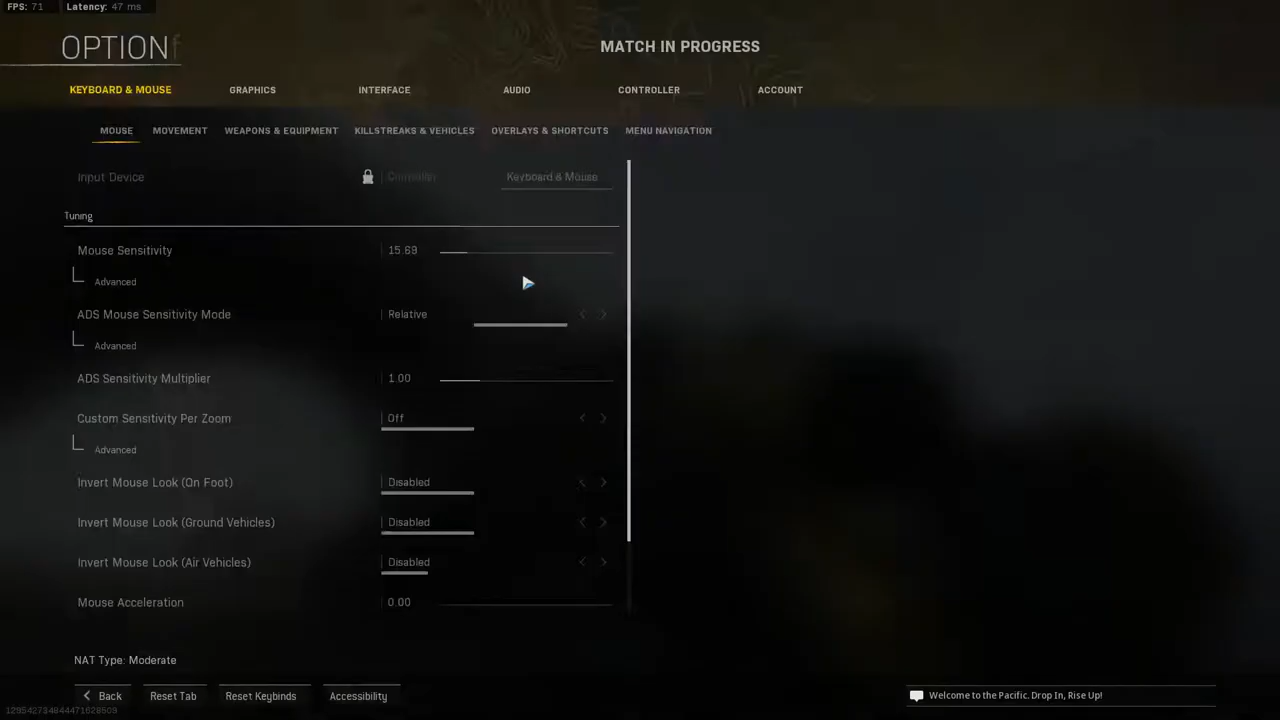 FPS: 71 Latency: 47 ms
OPTION
MATCH IN PROGRESS
KEYBOARD & MOUSE GRAPHICS INTERFACE AUDIO CONTROLLER ACCOUNT
MOUSE MOVEMENT WEAPONS & EQUIPMENT KILLSTREAKS & VEHICLES OVERLAYS & SHORTCUTS MENU NAVIGATION
Input Device Controller Keyboard & Mouse
Tuning
Mouse Sensitivity 15.69
Advanced
ADS Mouse Sensitivity Mode Relative
Advanced
ADS Sensitivity Multiplier 1.00
Custom Sensitivity Per Zoom Off
Advanced
Invert Mouse Look (On Foot) Disabled
Invert Mouse Look (Ground Vehicles) Disabled
Invert Mouse Look (Air Vehicles) Disabled
Mouse Acceleration 0.00
NAT Type: Moderate
Back Reset Tab Reset Keybinds Accessibility
Welcome to the Pacific. Drop In, Rise Up!
12954273484447162850​9